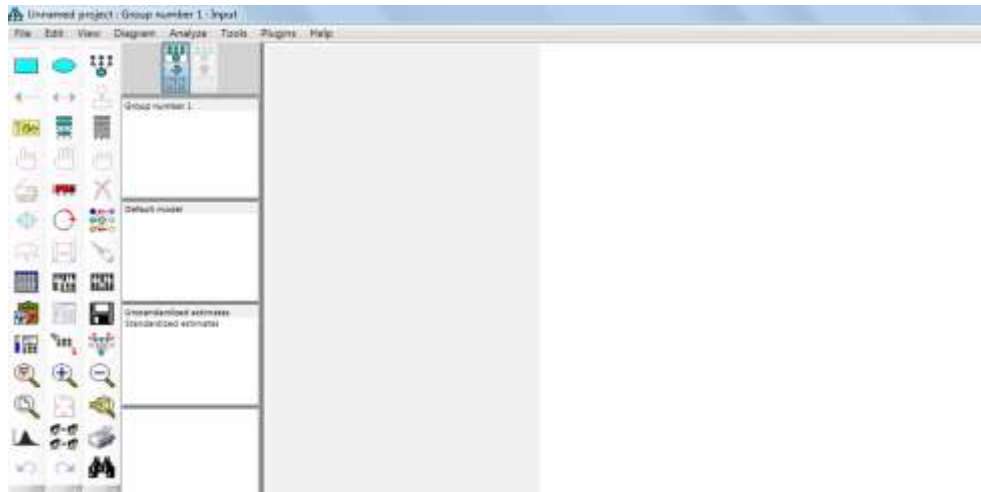 Unnamed project : Group number 1 : Input
File Edit View Diagram Analyze Tools Plugins Help
Title
Group number 1
Default model
Unstandardized estimates
Standardized estimates